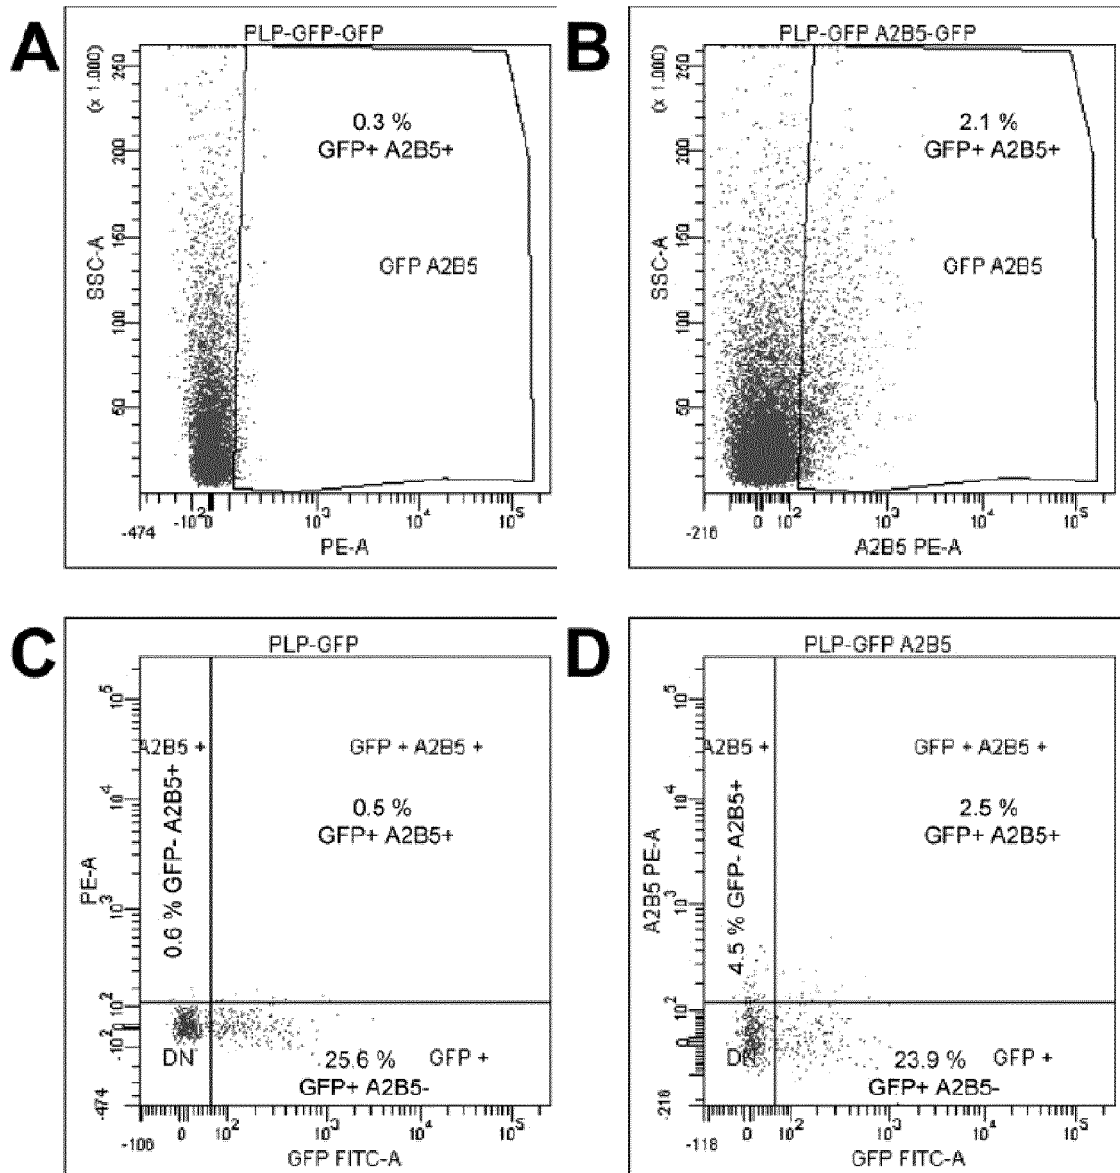 A
PLP-GFP-GFP
(x 1.000)
250
200
150
100
50
SSC-A
0.3 %
GFP+ A2B5+
GFP A2B5
-474
-10² 0 10³ 10⁴ 10⁵
PE-A
B
PLP-GFP A2B5-GFP
(x 1.000)
250
200
150
100
50
SSC-A
2.1 %
GFP+ A2B5+
GFP A2B5
-216
0 10² 10³ 10⁴ 10⁵
A2B5 PE-A
C
PLP-GFP
10⁵
10⁴
10³
10²
0
-10²
-474
PE-A
A2B5 +
GFP + A2B5 +
0.6 % GFP- A2B5+
0.5 %
GFP+ A2B5+
DN
25.6 %
GFP +
GFP+ A2B5-
-106
0 10² 10³ 10⁴ 10⁵
GFP FITC-A
D
PLP-GFP A2B5
10⁵
10⁴
10³
10²
0
-216
A2B5 PE-A
A2B5 +
GFP + A2B5 +
4.5 % GFP- A2B5+
2.5 %
GFP+ A2B5+
DN
23.9 %
GFP +
GFP+ A2B5-
-118
0 10² 10³ 10⁴ 10⁵
GFP FITC-A